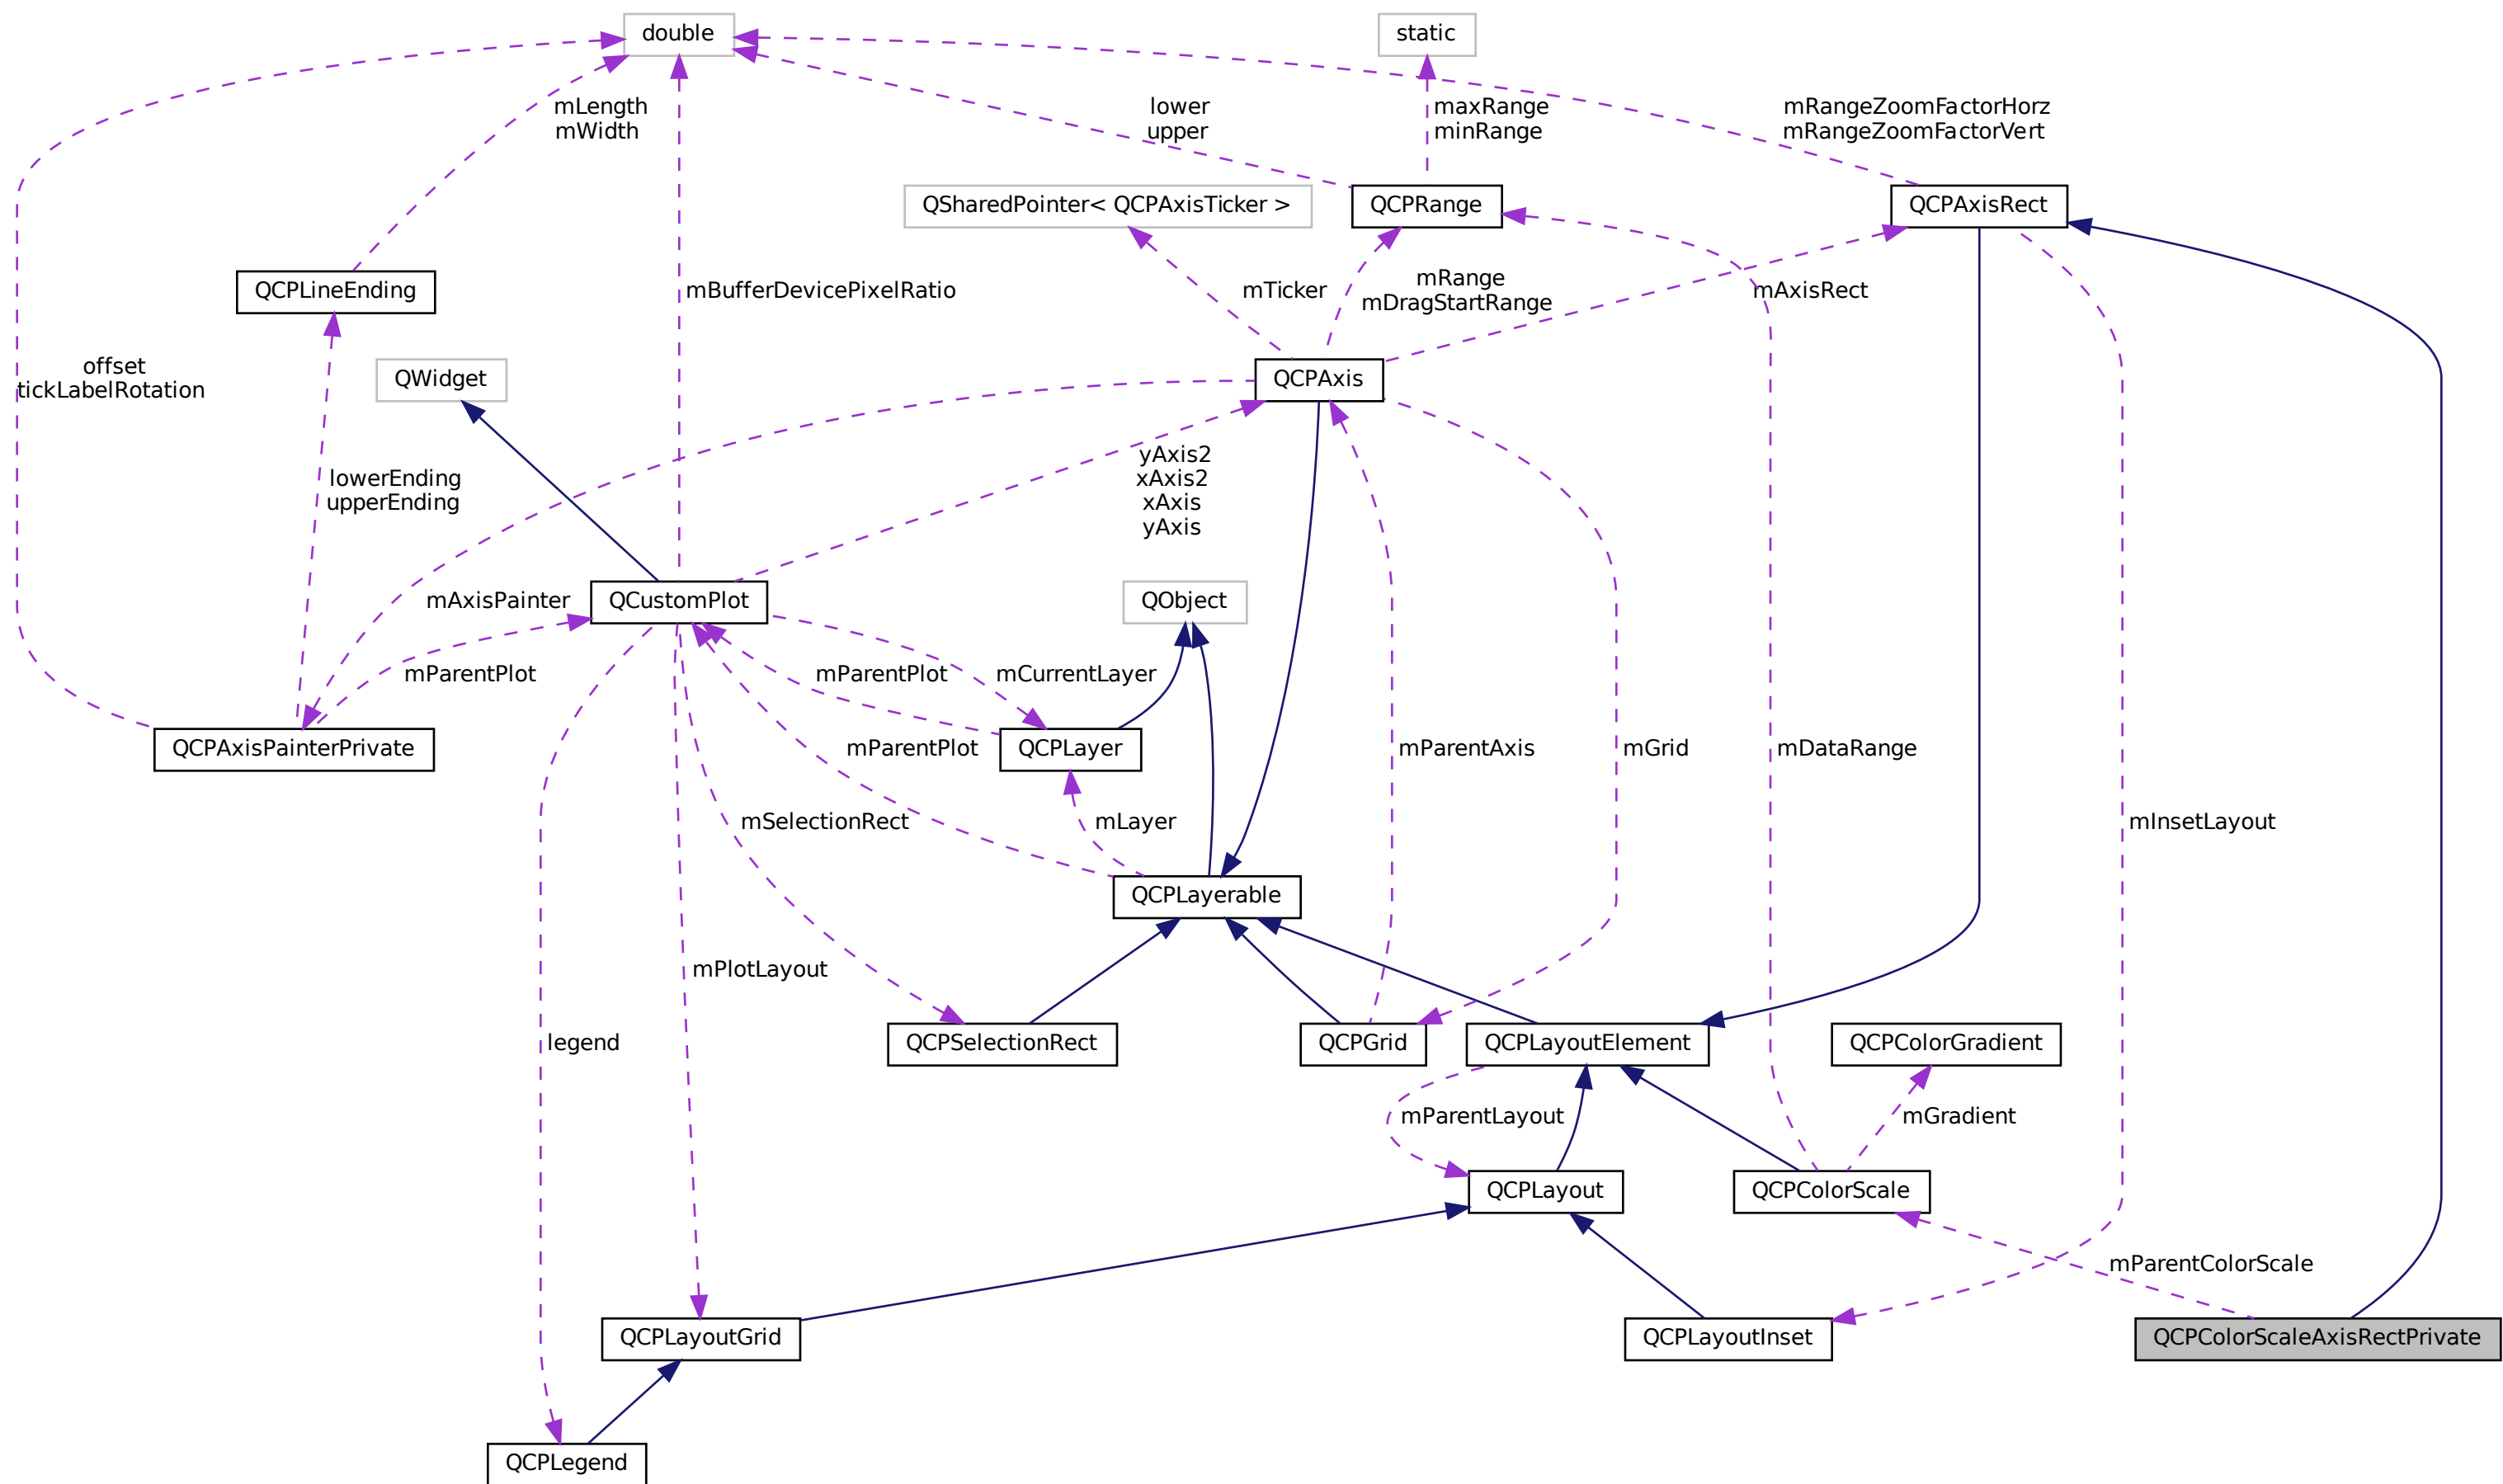 double
static
mLength
mWidth
lower
upper
maxRange
minRange
mRangeZoomFactorHorz
mRangeZoomFactorVert
QSharedPointer< QCPAxisTicker >
QCPRange
QCPAxisRect
QCPLineEnding
mBufferDevicePixelRatio
mTicker
mRange
mDragStartRange
mAxisRect
offset
tickLabelRotation
QWidget
QCPAxis
lowerEnding
upperEnding
yAxis2
xAxis2
xAxis
yAxis
mAxisPainter
QCustomPlot
QObject
mParentPlot
mParentPlot
mCurrentLayer
QCPAxisPainterPrivate
mParentPlot
QCPLayer
mParentAxis
mGrid
mDataRange
mSelectionRect
mLayer
mInsetLayout
QCPLayerable
mPlotLayout
legend
QCPSelectionRect
QCPGrid
QCPLayoutElement
QCPColorGradient
mParentLayout
mGradient
QCPLayout
QCPColorScale
mParentColorScale
QCPLayoutGrid
QCPLayoutInset
QCPColorScaleAxisRectPrivate
QCPLegend